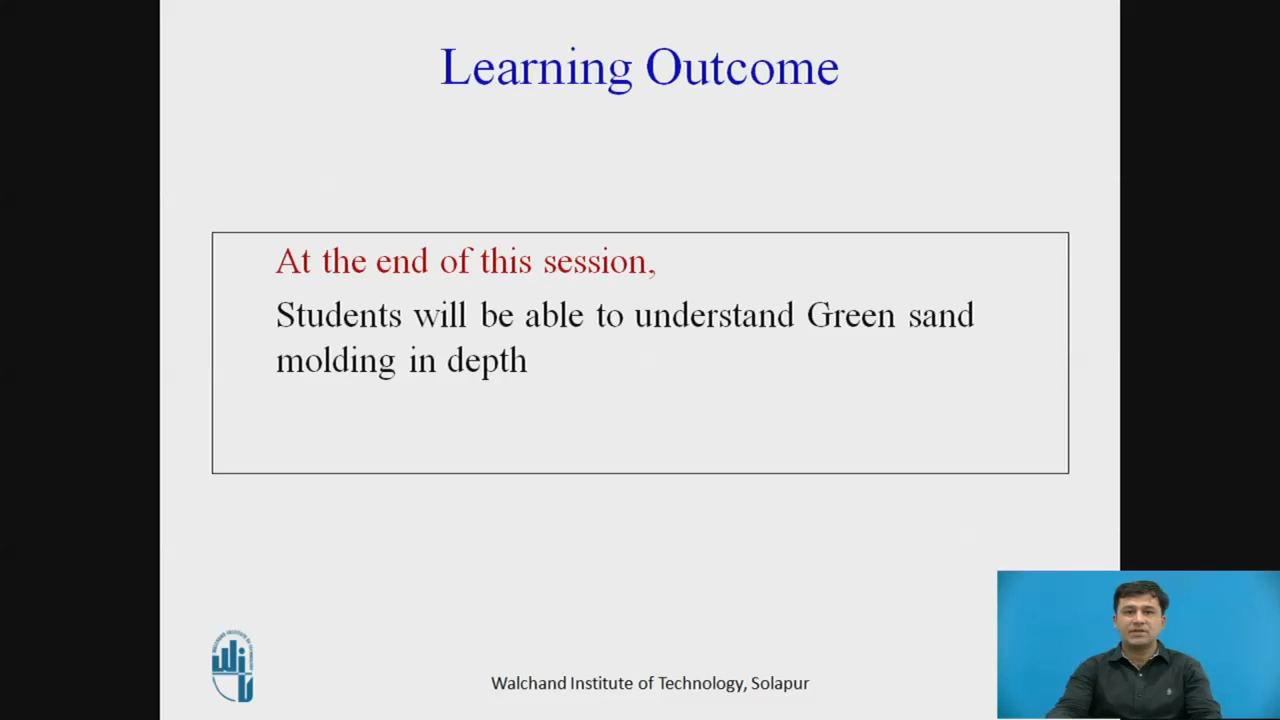 Learning Outcome
At the end of this session,
Students will be able to understand Green sand
molding in depth
Walchand Institute of Technology, Solapur